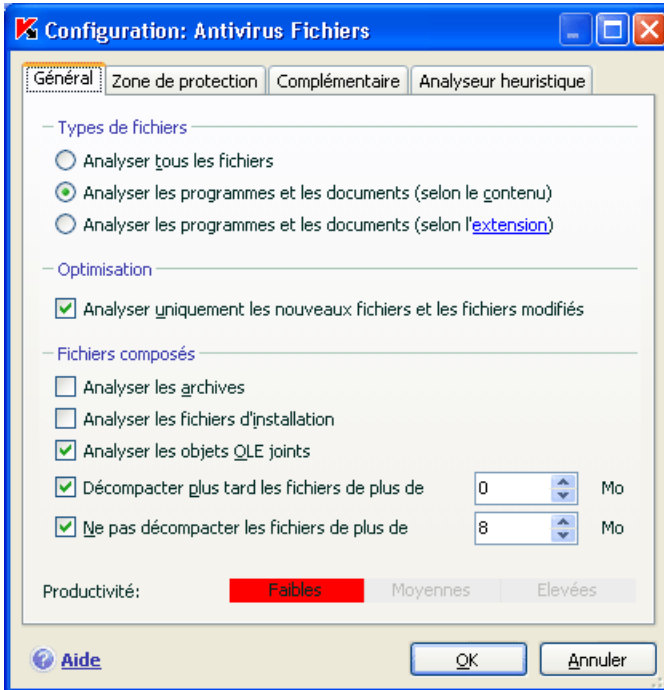 Configuration: Antivirus Fichiers
Général Zone de protection Complémentaire Analyseur heuristique
Types de fichiers
Analyser tous les fichiers
Analyser les programmes et les documents (selon le contenu)
Analyser les programmes et les documents (selon l'extension)
Optimisation
Analyser uniquement les nouveaux fichiers et les fichiers modifiés
Fichiers composés
Analyser les archives
Analyser les fichiers d'installation
Analyser les objets OLE joints
Décompacter plus tard les fichiers de plus de 0 Mo
Ne pas décompacter les fichiers de plus de 8 Mo
Productivité: Faibles Moyennes Elevées
Aide OK Annuler